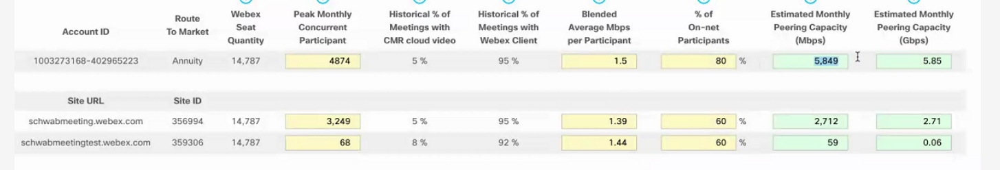 Account ID
Route
To Market
Webex
Seat
Quantity
Peak Monthly
Concurrent
Participant
Historical % of
Meetings with
CMR cloud video
Historical % of
Meetings with
Webex Client
Blended
Average Mbps
per Participant
% of
On-net
Participants
Estimated Monthly
Peering Capacity
(Mbps)
Estimated Monthly
Peering Capacity
(Gbps)
1003273168-402965223 Annuity 14,787 4874 5 % 95 % 1.5 80 % 5,849 5.85
Site URL Site ID
schwabmeeting.webex.com 356994 14,787 3,249 5 % 95 % 1.39 60 % 2,712 2.71
schwabmeetingtest.webex.com 359306 14,787 68 8 % 92 % 1.44 60 % 59 0.06